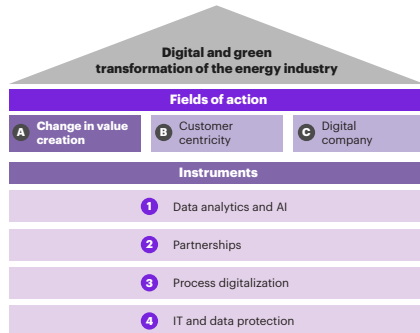 Digital and green
transformation of the energy industry
Fields of action
A Change in value
creation
B Customer
centricity
C Digital
company
Instruments
1 Data analytics and AI
2 Partnerships
3 Process digitalization
4 IT and data protection